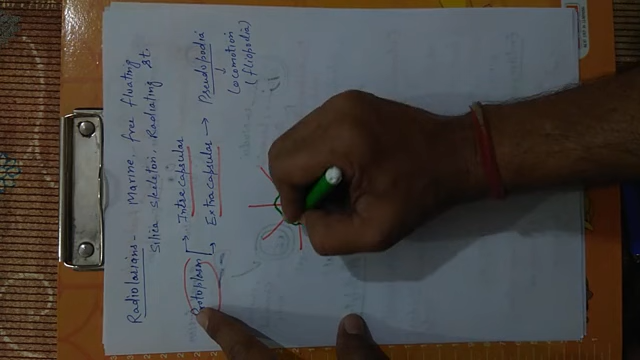 Radiolarians - Marine, free floating
Silica skeleton. Radiating st.
Cytoplasm → Intracapsular
→ Extracapsular → Pseudopodia
Locomotion
(filopodia)